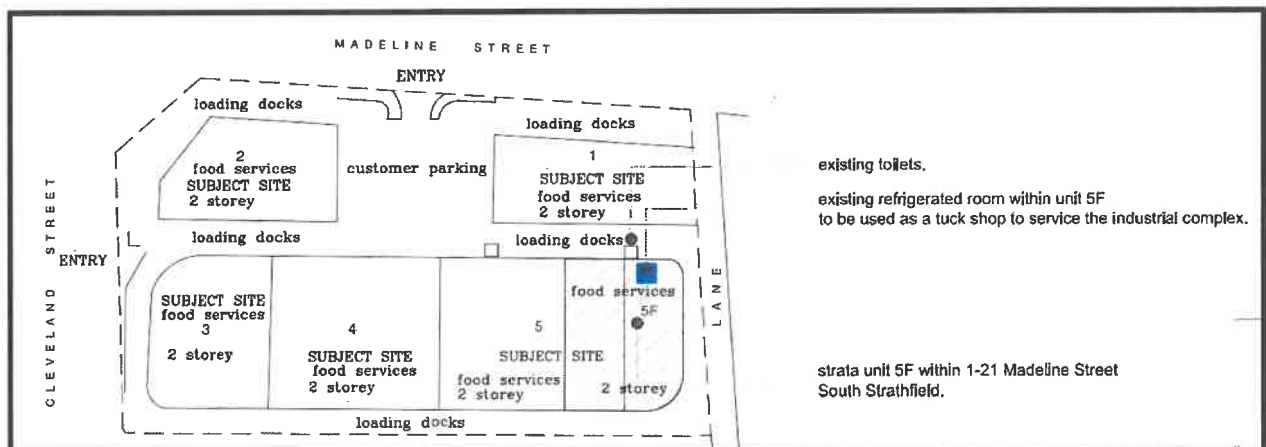 MADELINE STREET
ENTRY
loading docks
loading docks
2
food services
SUBJECT SITE
2 storey
customer parking
1
SUBJECT SITE
food services
2 storey
existing toilets.
existing refrigerated room within unit 5F
to be used as a tuck shop to service the industrial complex.
loading docks
loading docks
CLEVELAND STREET
ENTRY
LANE
SUBJECT SITE
food services
3
2 storey
4
SUBJECT SITE
food services
2 storey
5
SUBJECT SITE
food services
2 storey
food services
5F
2 storey
strata unit 5F within 1-21 Madeline Street
South Strathfield.
loading docks